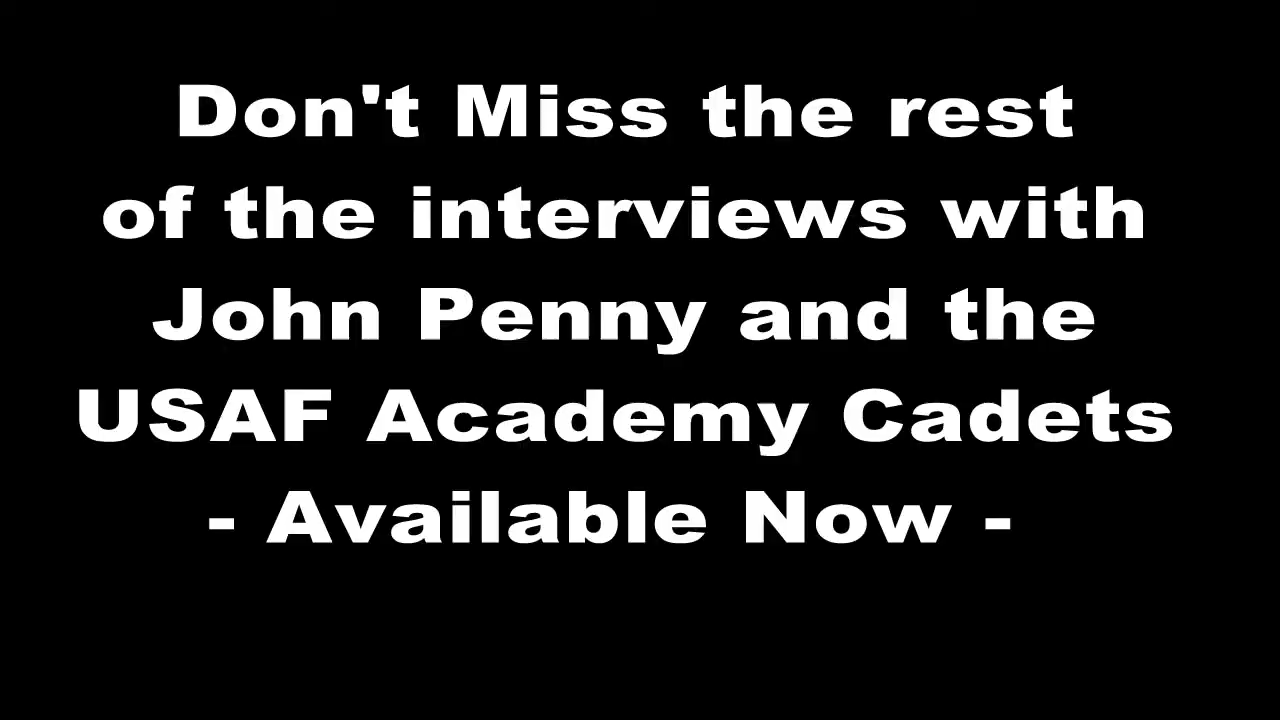 Don't Miss the rest
of the interviews with
John Penny and the
USAF Academy Cadets
- Available Now -